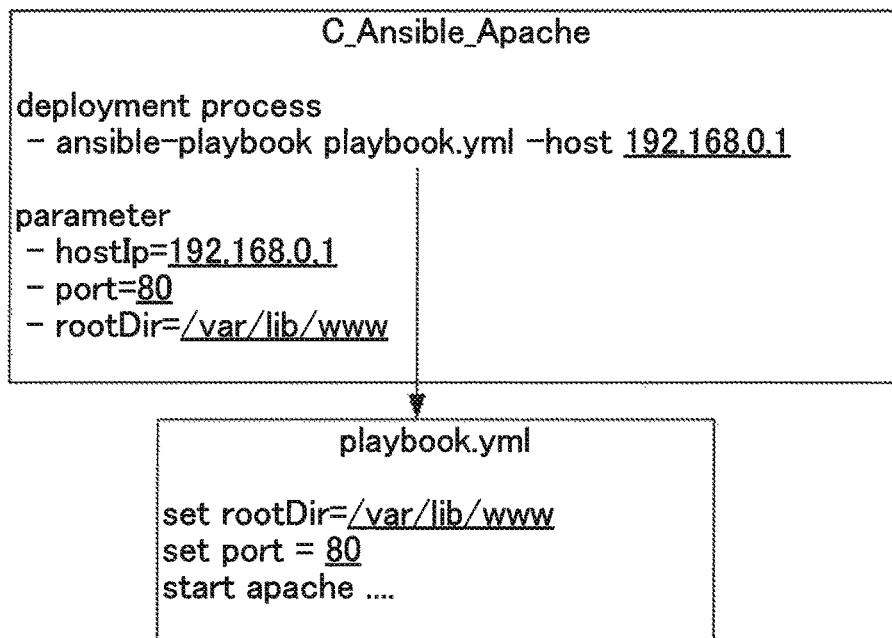 C_Ansible_Apache
deployment process
- ansible-playbook playbook.yml -host 192.168.0.1
parameter
- hostIp=192.168.0.1
- port=80
- rootDir=/var/lib/www
playbook.yml
set rootDir=/var/lib/www
set port = 80
start apache ....